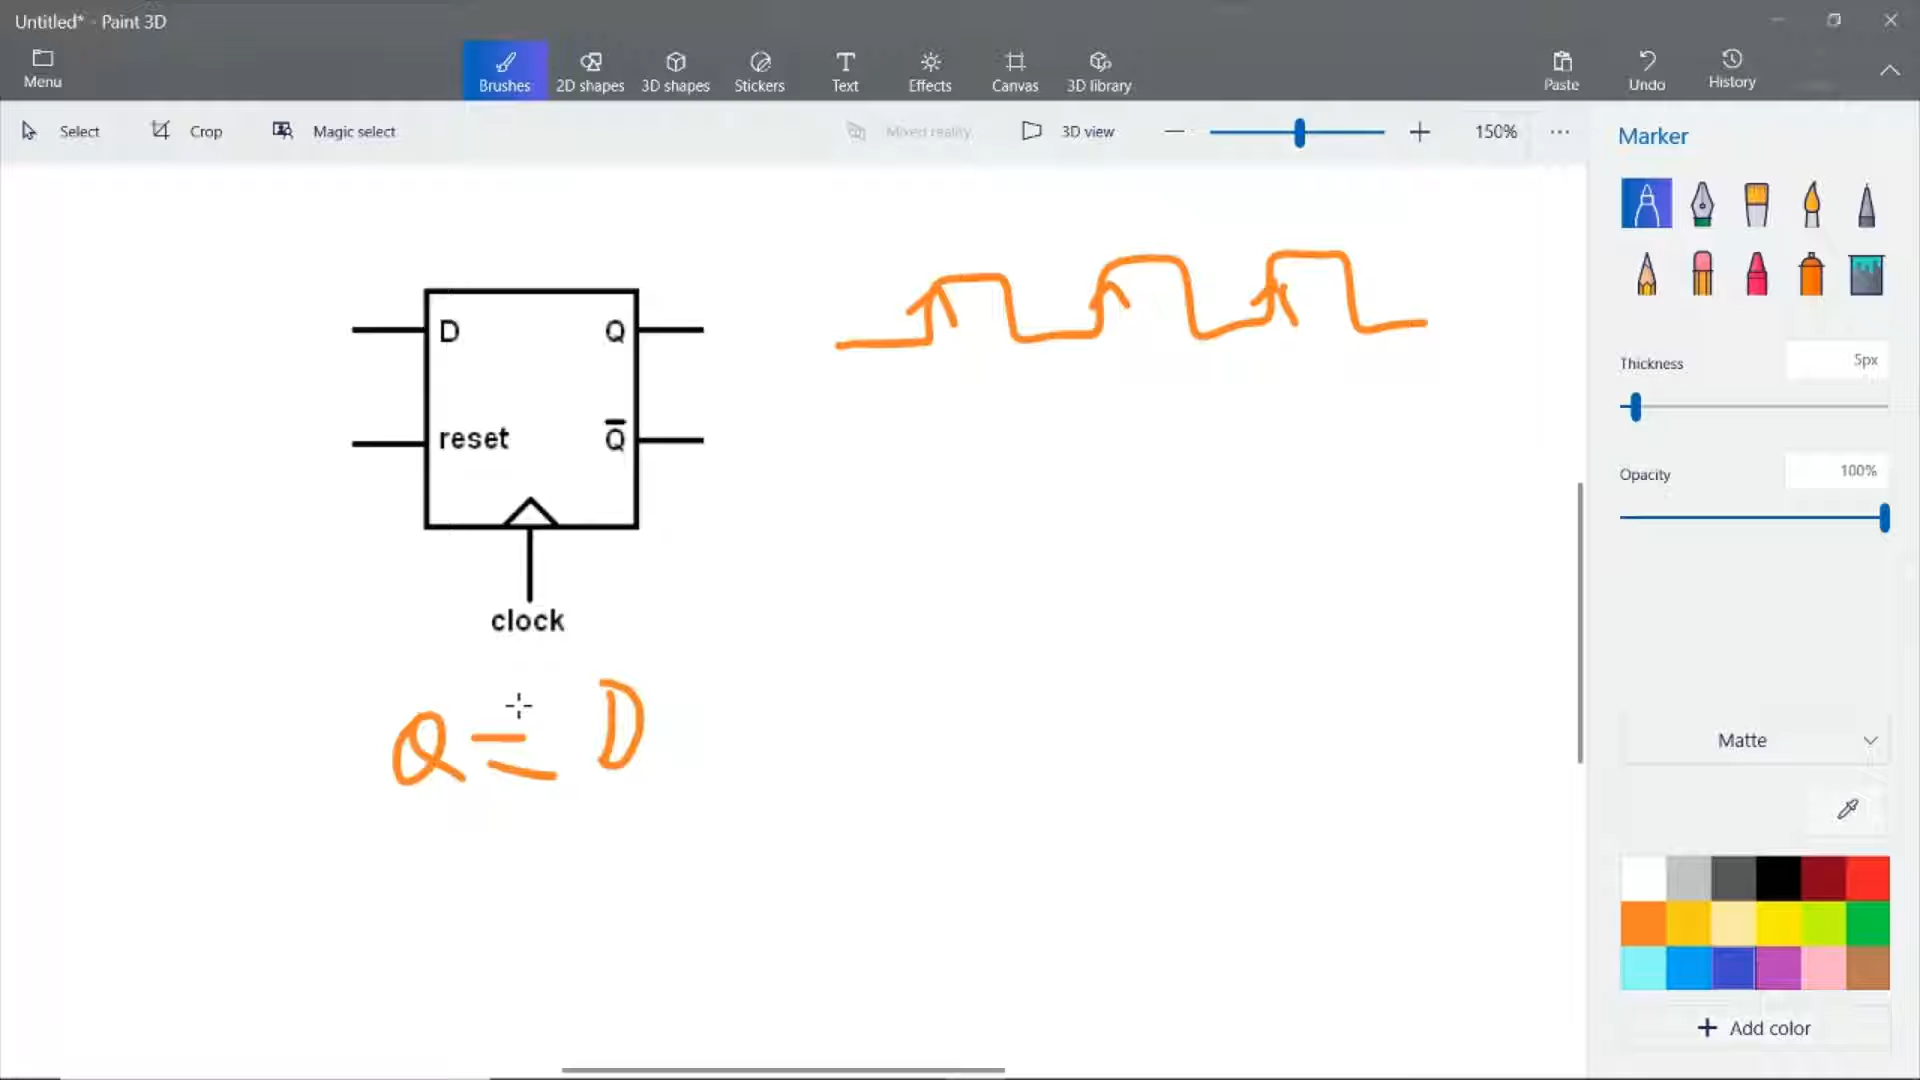 Untitled* - Paint 3D
Menu
Brushes
2D shapes
3D shapes
Stickers
Text
Effects
Canvas
3D library
Paste
Undo
History
Select
Crop
Magic select
Mixed reality
3D view
150%
Marker
Thickness
5px
Opacity
100%
Matte
Add color
D
Q
reset
Q̅
clock
Q = D